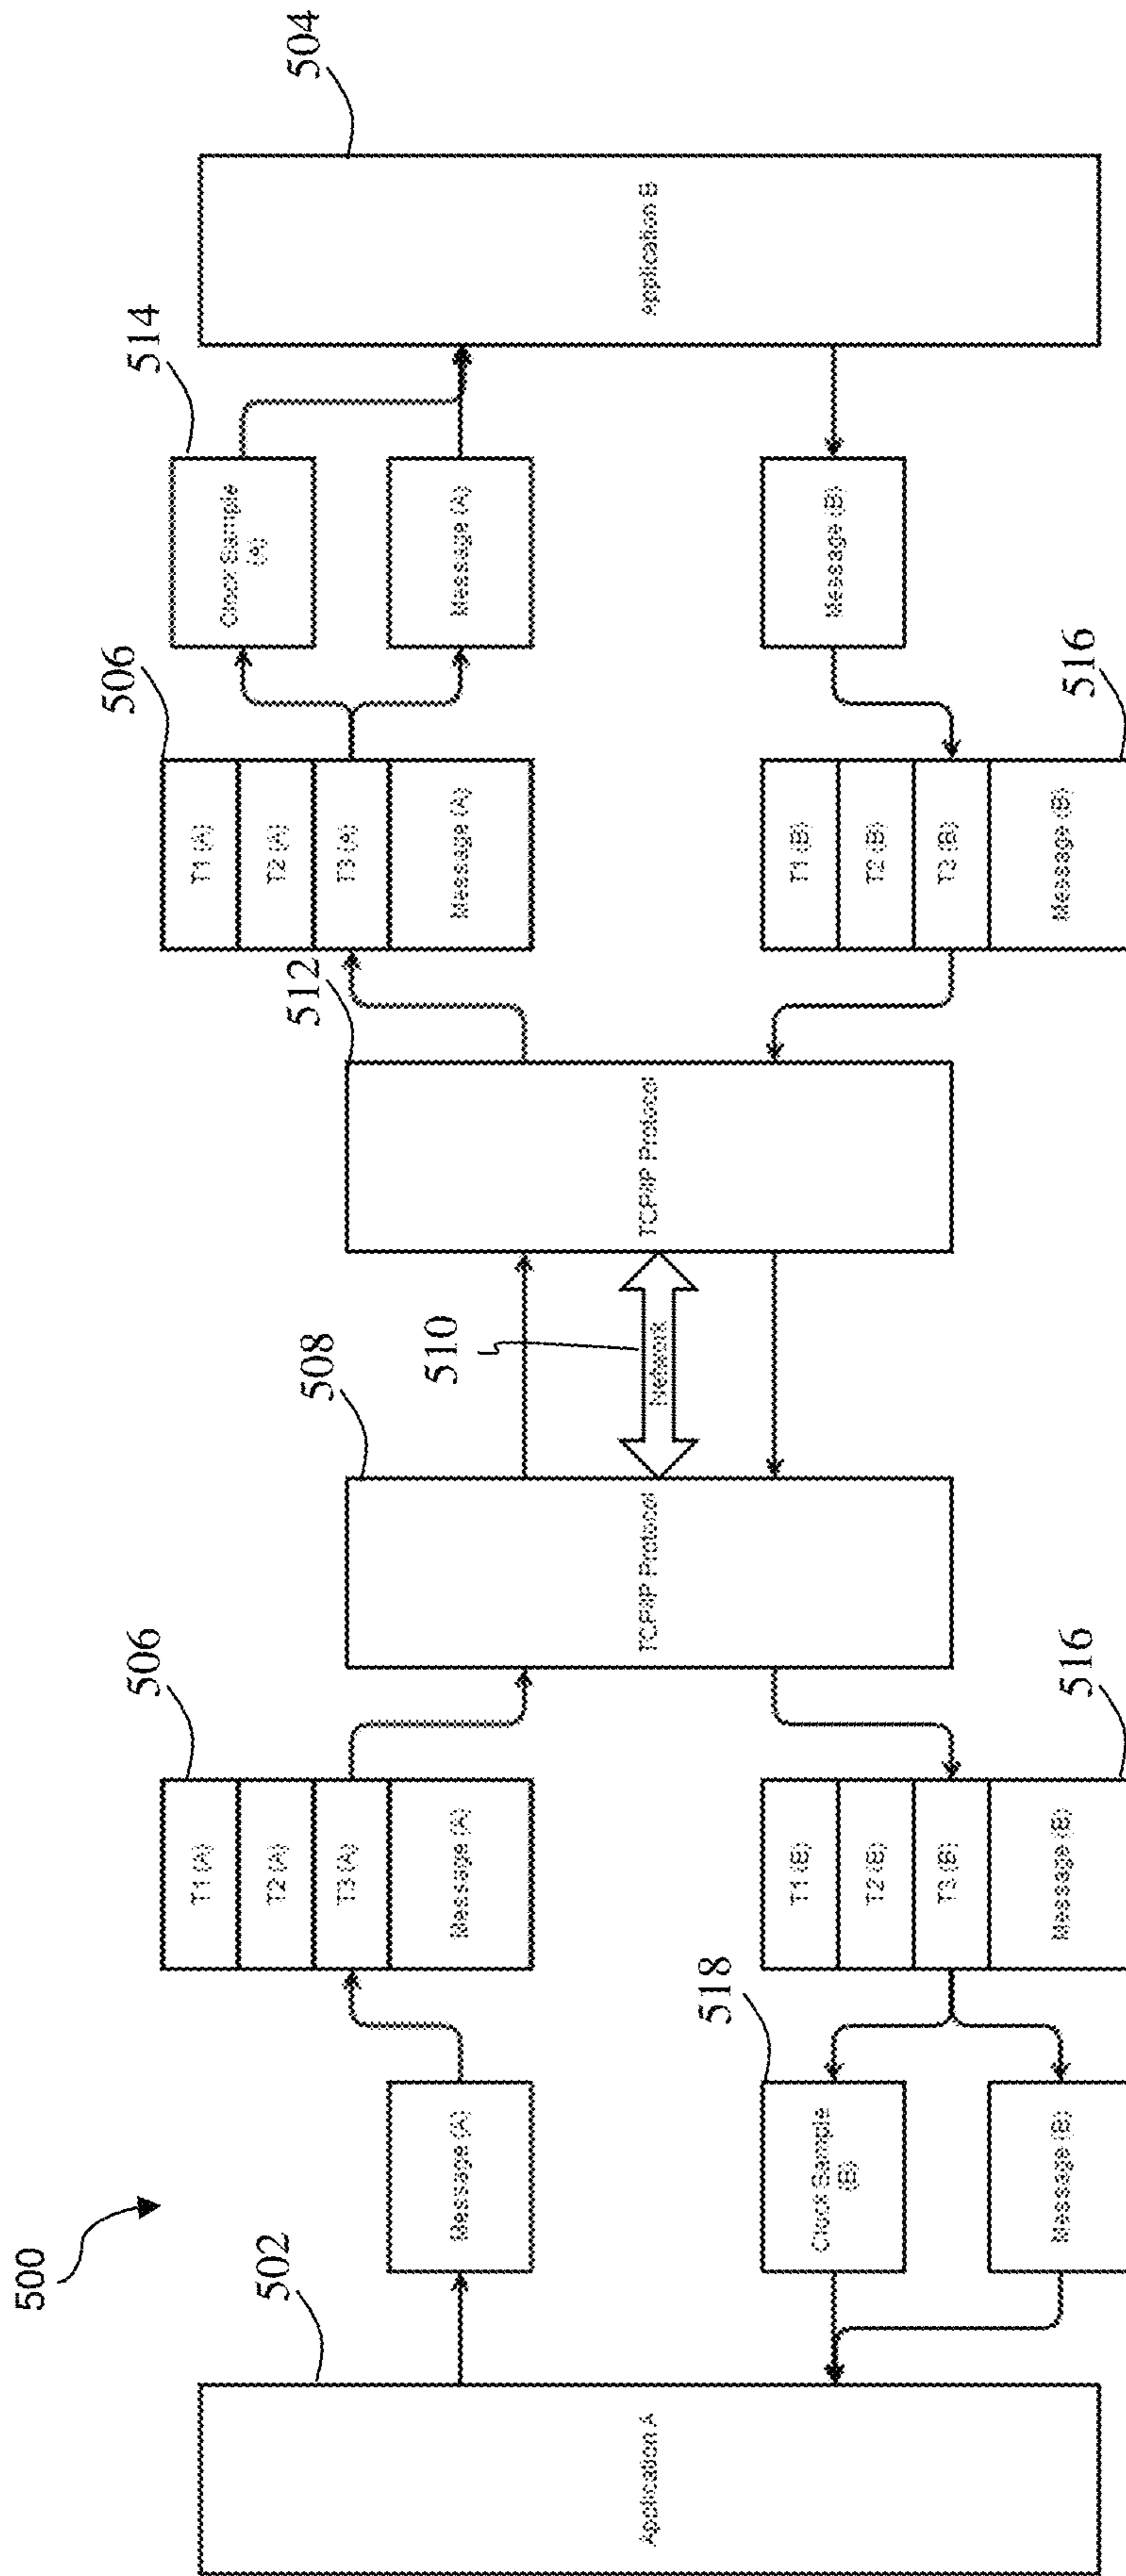 500
502
Application A
Message (A)
506
T1 (A)
T2 (A)
T3 (A)
Message (A)
508
TCP/IP Protocol
510
Network
512
TCP/IP Protocol
506
T1 (A)
T2 (A)
T3 (A)
Message (A)
514
Clock Sample
(A)
Message (A)
504
Application B
518
Clock Sample
(B)
Message (B)
T1 (B)
T2 (B)
T3 (B)
Message (B)
516
T1 (B)
T2 (B)
T3 (B)
Message (B)
516
Message (B)